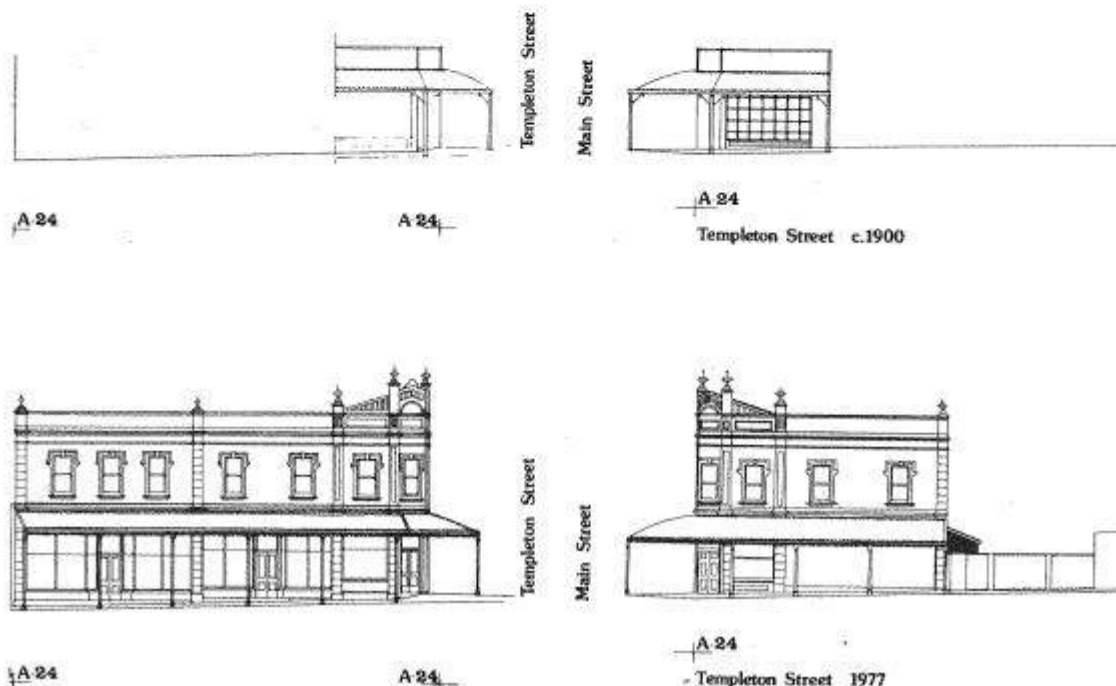 Templeton Street
Main Street
A·24
A·24
A·24
Templeton Street c.1900
Templeton Street
Main Street
A·24
A·24
A·24
Templeton Street 1977